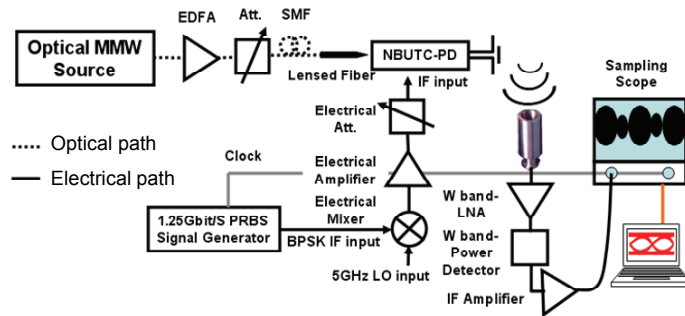 EDFA
Att.
SMF
Optical MMW
Source
NBUTC-PD
Lensed Fiber
IF input
Sampling
Scope
Electrical
Att.
Optical path
Electrical path
Clock
Electrical
Amplifier
Electrical
Mixer
1.25Gbit/S PRBS
Signal Generator
BPSK IF input
5GHz LO input
W band-
LNA
W band-
Power
Detector
IF Amplifier